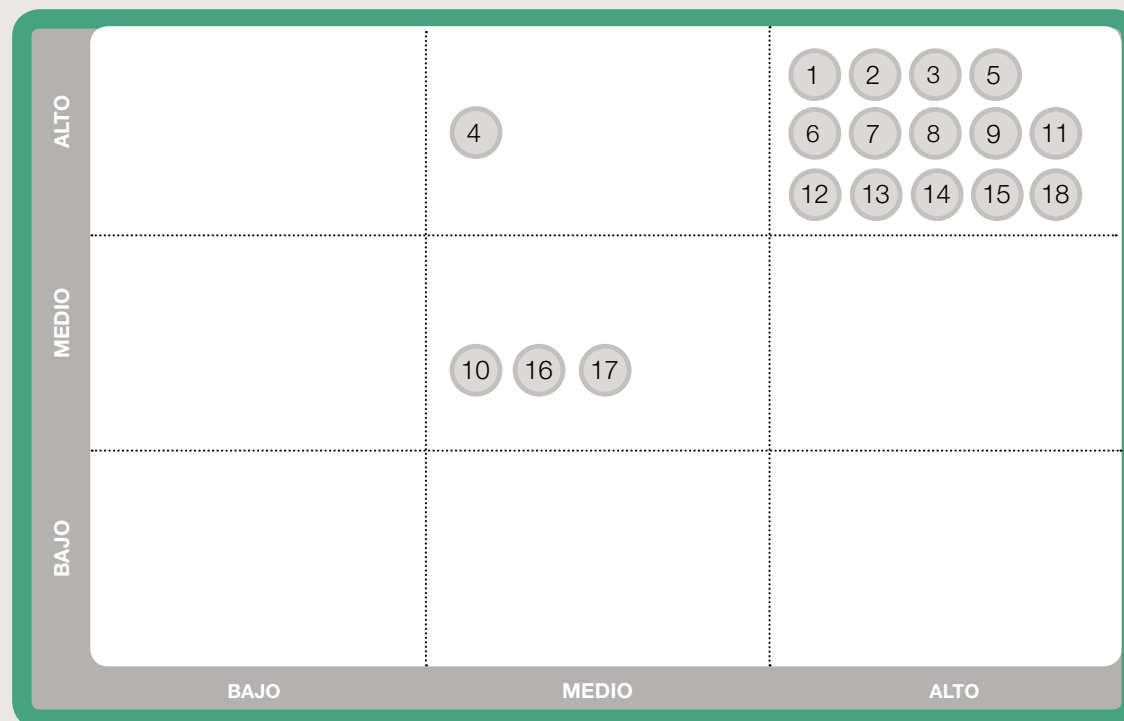 ALTO
1 2 3 5
4
6 7 8 9 11
12 13 14 15 18
MEDIO
10 16 17
BAJO
BAJO MEDIO ALTO